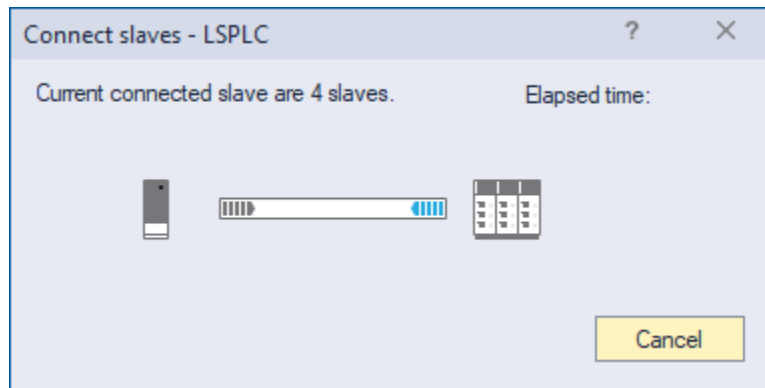 Connect slaves - LSPLC
?
Current connected slave are 4 slaves.
Elapsed time:
Cancel